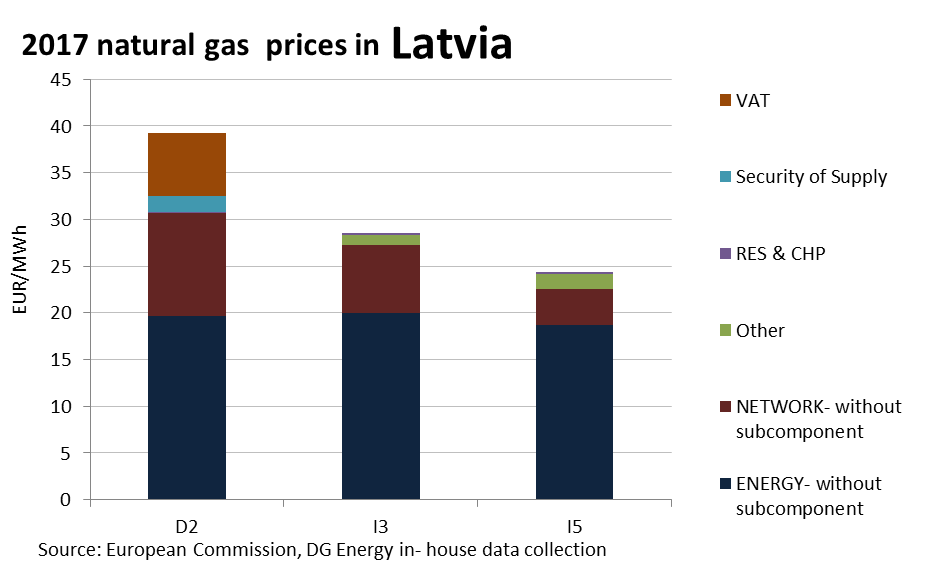 2017 natural gas  prices in Latvia
45
40
35
30
25
20
15
10
5
0
EUR/MWh
D2
I3
I5
VAT
Security of Supply
RES & CHP
Other
NETWORK- without
subcomponent
ENERGY- without
subcomponent
Source: European Commission, DG Energy in- house data collection